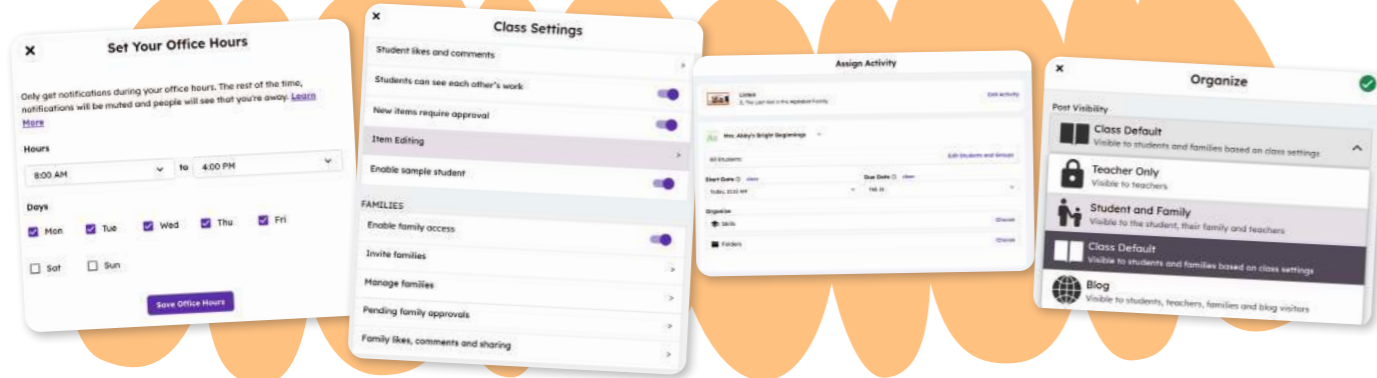 ×
Set Your Office Hours
Only get notifications during your office hours. The rest of the time,
notifications will be muted and people will see that you're away. Learn
More
Hours
8:00 AM
to
4:00 PM
Days
Mon
Tue
Wed
Thu
Fri
Sat
Sun
Save Office Hours
×
Class Settings
Student likes and comments
>
Students can see each other's work
New items require approval
Item Editing
>
Enable sample student
FAMILIES
Enable family access
Invite families
>
Manage families
>
Pending family approvals
>
Family likes, comments and sharing
>
Assign Activity
Listen
Edit Activity
Mrs. Abby's Bright Beginnings
All Students
Edit Students and Groups
Start Date
clear
Due Date
clear
Organize
Skills
Choose
Folders
Choose
×
Organize
Post Visibility
Class Default
Visible to students and families based on class settings
Teacher Only
Visible to teachers
Student and Family
Visible to the student, their family and teachers
Class Default
Visible to students and families based on class settings
Blog
Visible to students, teachers, families and blog visitors